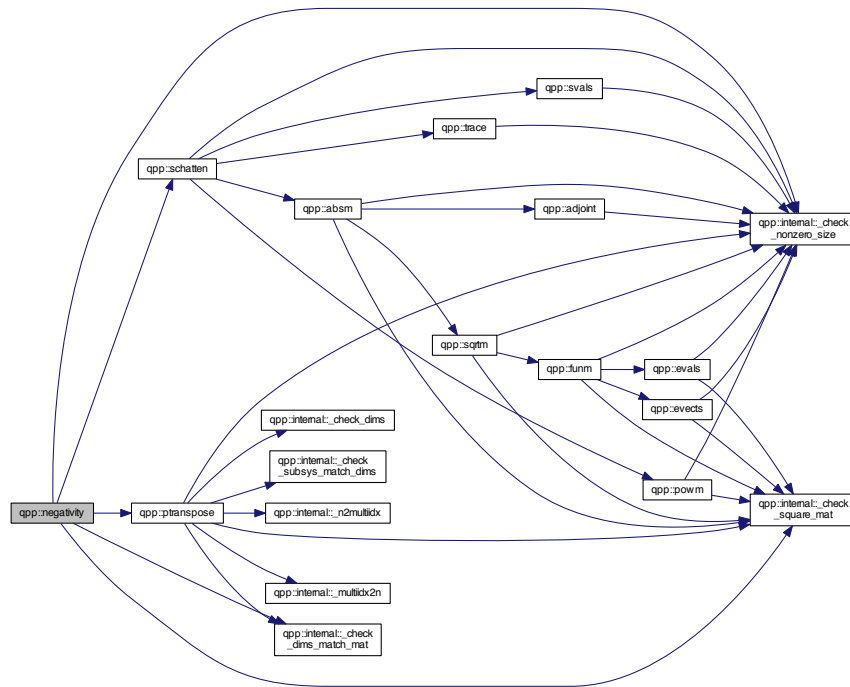 qpp::svals
qpp::trace
qpp::schatten
qpp::absm
qpp::adjoint
qpp::internal::_check
_nonzero_size
qpp::sqrtm
qpp::funm
qpp::evals
qpp::evects
qpp::internal::_check_dims
qpp::internal::_check
_subsys_match_dims
qpp::powm
qpp::negativity
qpp::ptranspose
qpp::internal::_n2multiidx
qpp::internal::_check
_square_mat
qpp::internal::_multiidx2n
qpp::internal::_check
_dims_match_mat